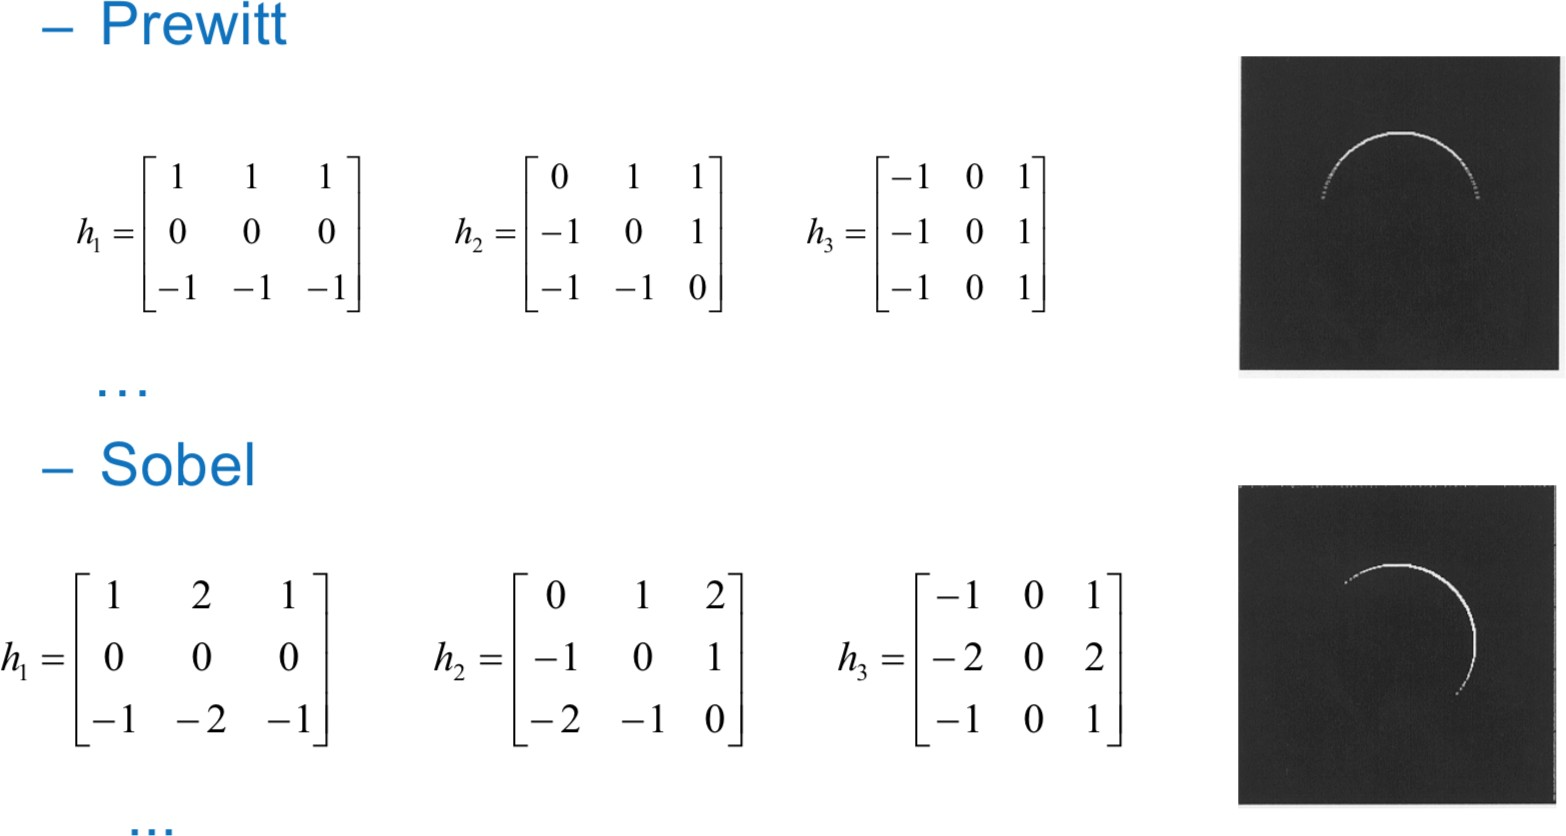 – Prewitt
h₁ = [ 1 1 1
0 0 0
−1 −1 −1 ]
h₂ = [ 0 1 1
−1 0 1
−1 −1 0 ]
h₃ = [ −1 0 1
−1 0 1
−1 0 1 ]
…
– Sobel
h₁ = [ 1 2 1
0 0 0
−1 −2 −1 ]
h₂ = [ 0 1 2
−1 0 1
−2 −1 0 ]
h₃ = [ −1 0 1
−2 0 2
−1 0 1 ]
...